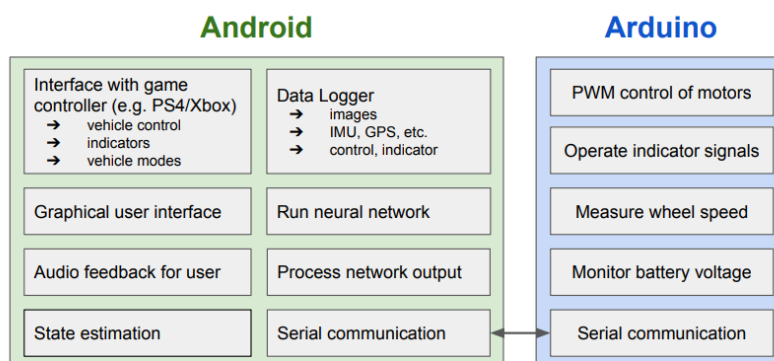 Android
Interface with game
controller (e.g. PS4/Xbox)
➔ vehicle control
➔ indicators
➔ vehicle modes
Data Logger
➔ images
➔ IMU, GPS, etc.
➔ control, indicator
Graphical user interface
Run neural network
Audio feedback for user
Process network output
State estimation
Serial communication
Arduino
PWM control of motors
Operate indicator signals
Measure wheel speed
Monitor battery voltage
Serial communication